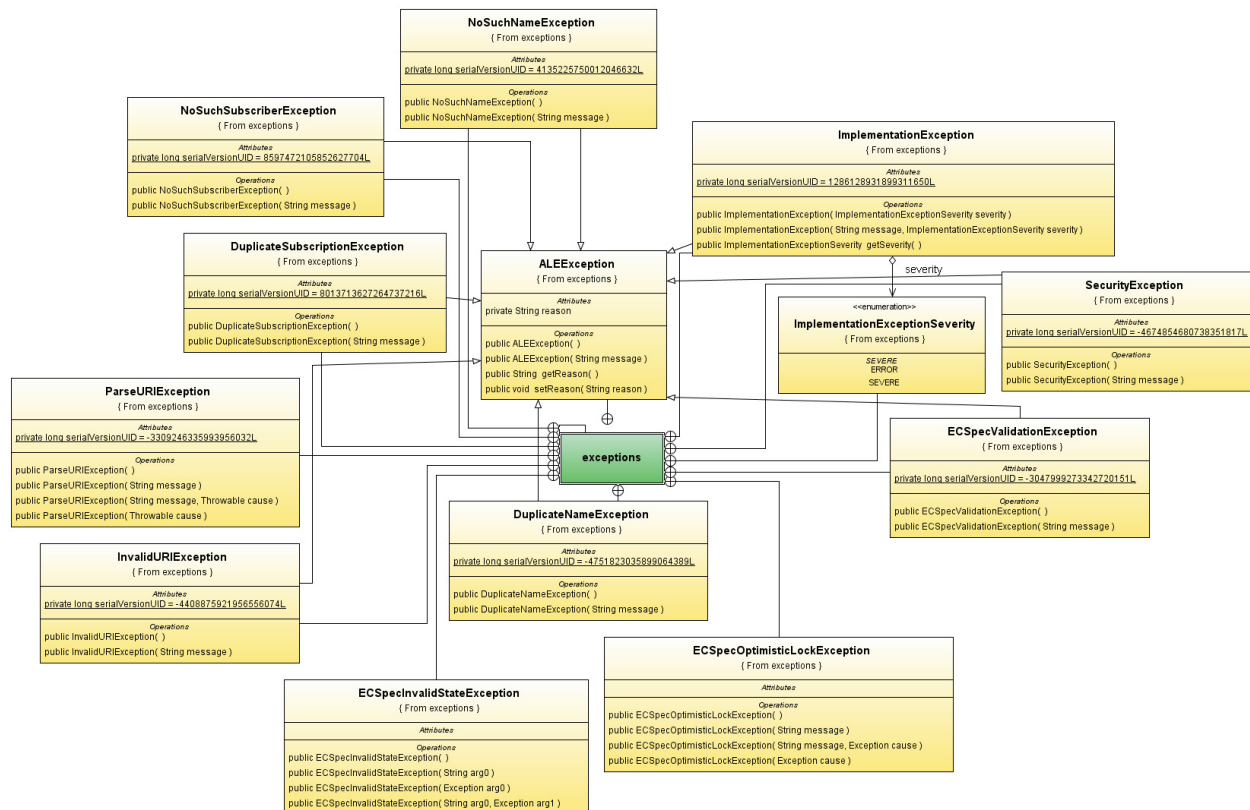 NoSuchNameException
{ From exceptions }
Attributes
private long serialVersionUID = 4135225750012046632L
Operations
public NoSuchNameException( )
public NoSuchNameException( String message )
NoSuchSubscriberException
{ From exceptions }
Attributes
private long serialVersionUID = 8597472105852627704L
Operations
public NoSuchSubscriberException( )
public NoSuchSubscriberException( String message )
ImplementationException
{ From exceptions }
Attributes
private long serialVersionUID = 1286128931899311650L
Operations
public ImplementationException( ImplementationExceptionSeverity severity )
public ImplementationException( String message, ImplementationExceptionSeverity severity )
public ImplementationExceptionSeverity getSeverity( )
DuplicateSubscriptionException
{ From exceptions }
Attributes
private long serialVersionUID = 8013713627264737216L
Operations
public DuplicateSubscriptionException( )
public DuplicateSubscriptionException( String message )
ALEException
{ From exceptions }
Attributes
private String reason
Operations
public ALEException( )
public ALEException( String message )
public String getReason( )
public void setReason( String reason )
severity
<<enumeration>>
ImplementationExceptionSeverity
{ From exceptions }
SEVERE
ERROR
SEVERE
SecurityException
{ From exceptions }
Attributes
private long serialVersionUID = -4674854680738351817L
Operations
public SecurityException( )
public SecurityException( String message )
ParseURIException
{ From exceptions }
Attributes
private long serialVersionUID = -3309246335993956032L
Operations
public ParseURIException( )
public ParseURIException( String message )
public ParseURIException( String message, Throwable cause )
public ParseURIException( Throwable cause )
exceptions
ECSpecValidationException
{ From exceptions }
Attributes
private long serialVersionUID = -3047999273342720151L
Operations
public ECSpecValidationException( )
public ECSpecValidationException( String message )
DuplicateNameException
{ From exceptions }
Attributes
private long serialVersionUID = -4751823035899064389L
Operations
public DuplicateNameException( )
public DuplicateNameException( String message )
InvalidURIException
{ From exceptions }
Attributes
private long serialVersionUID = -4408875921956556074L
Operations
public InvalidURIException( )
public InvalidURIException( String message )
ECSpecOptimisticLockException
{ From exceptions }
Attributes
Operations
public ECSpecOptimisticLockException( )
public ECSpecOptimisticLockException( String message )
public ECSpecOptimisticLockException( String message, Exception cause )
public ECSpecOptimisticLockException( Exception cause )
ECSpecInvalidStateException
{ From exceptions }
Attributes
Operations
public ECSpecInvalidStateException( )
public ECSpecInvalidStateException( String arg0 )
public ECSpecInvalidStateException( Exception arg0 )
public ECSpecInvalidStateException( String arg0, Exception arg1 )